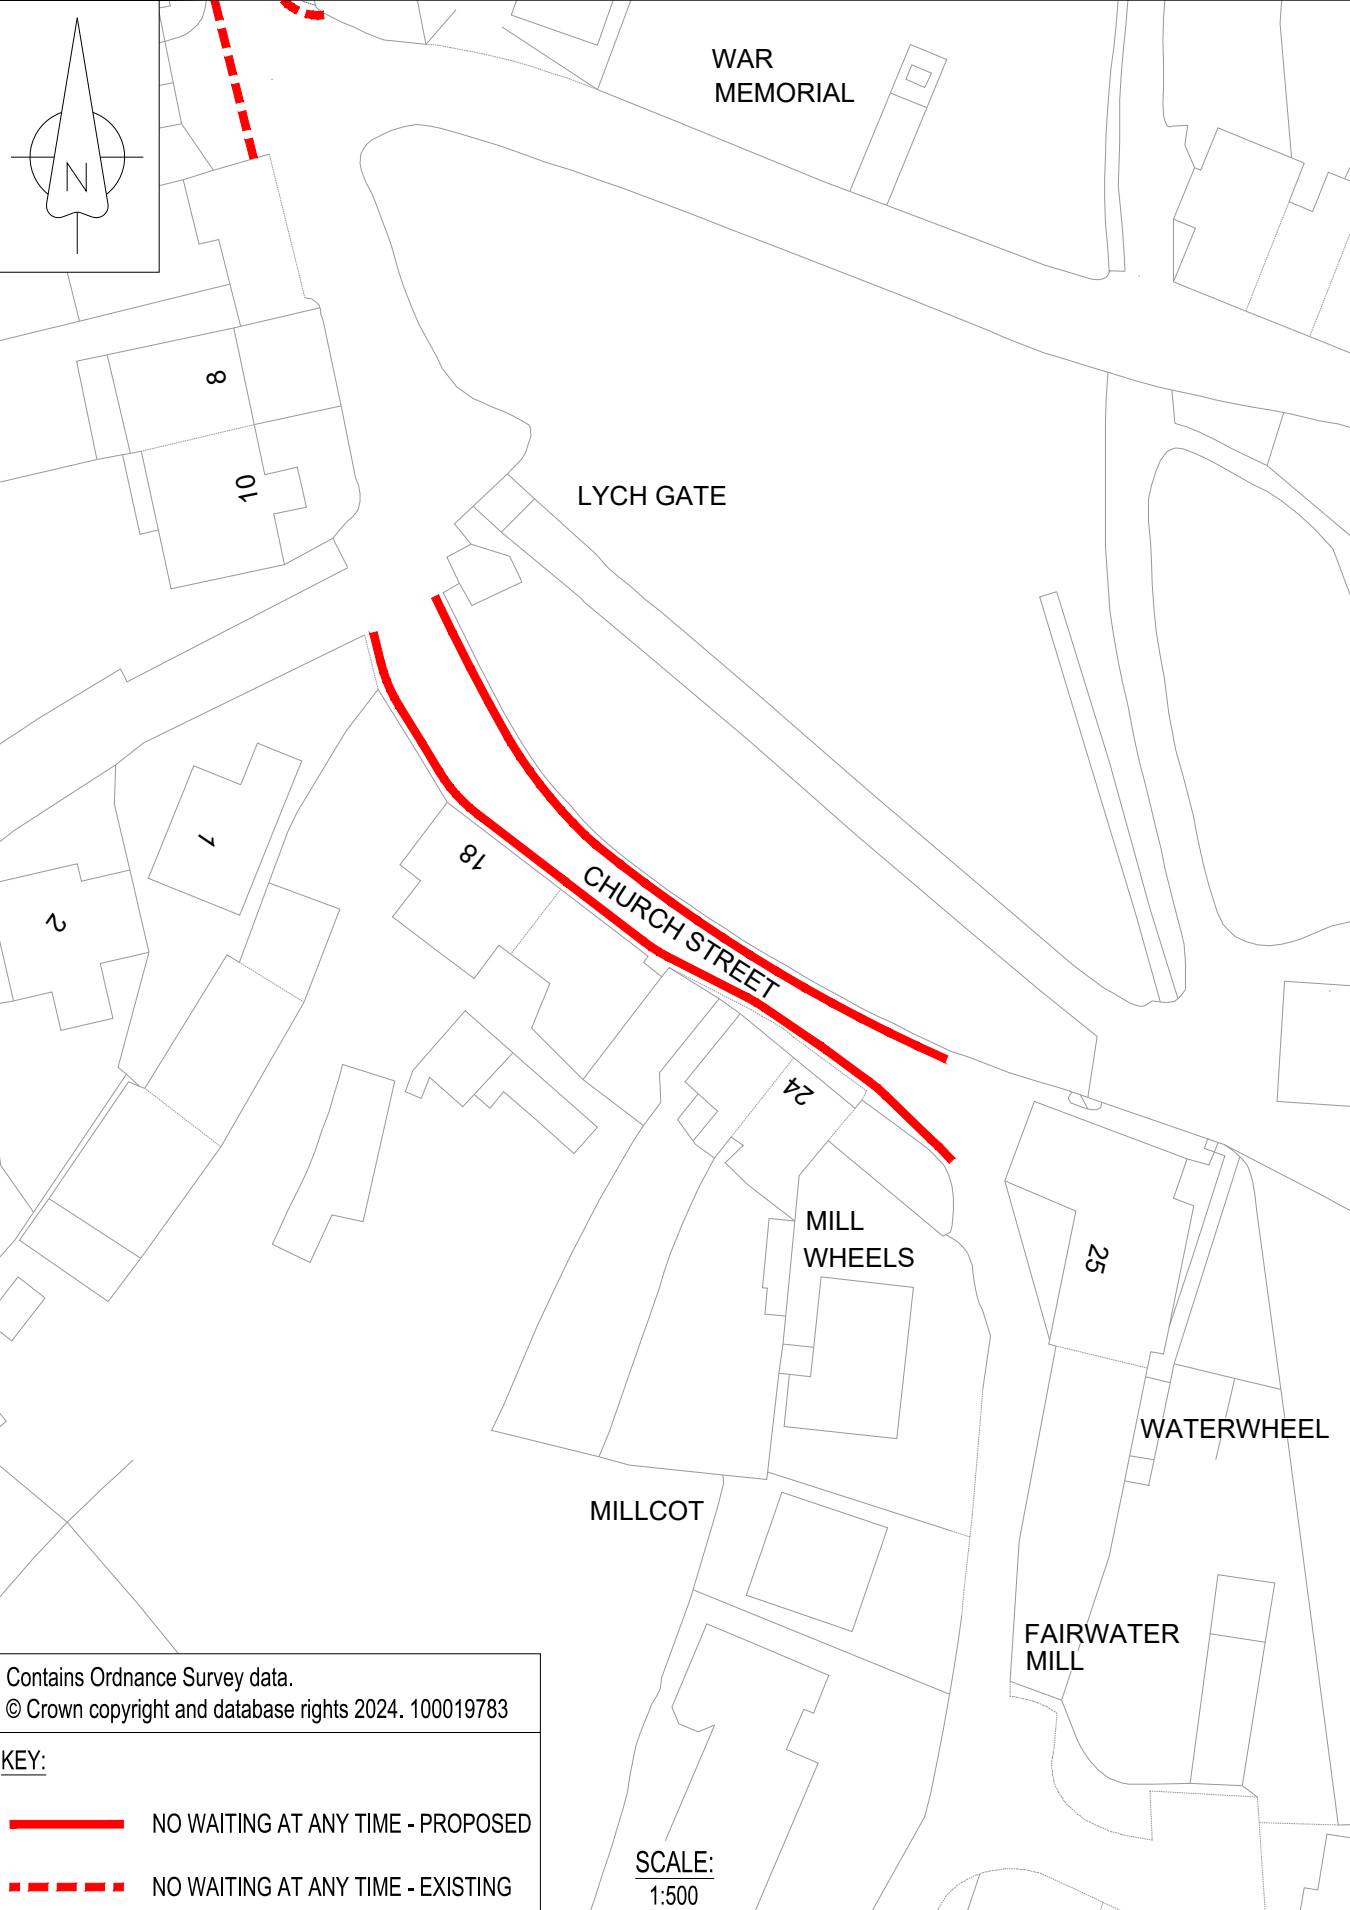 N
WAR
MEMORIAL
8
10
LYCH GATE
1
2
18
CHURCH STREET
24
MILL
WHEELS
25
WATERWHEEL
MILLCOT
FAIRWATER
MILL
Contains Ordnance Survey data.
© Crown copyright and database rights 2024. 100019783
KEY:
NO WAITING AT ANY TIME - PROPOSED
NO WAITING AT ANY TIME - EXISTING
SCALE:
1:500